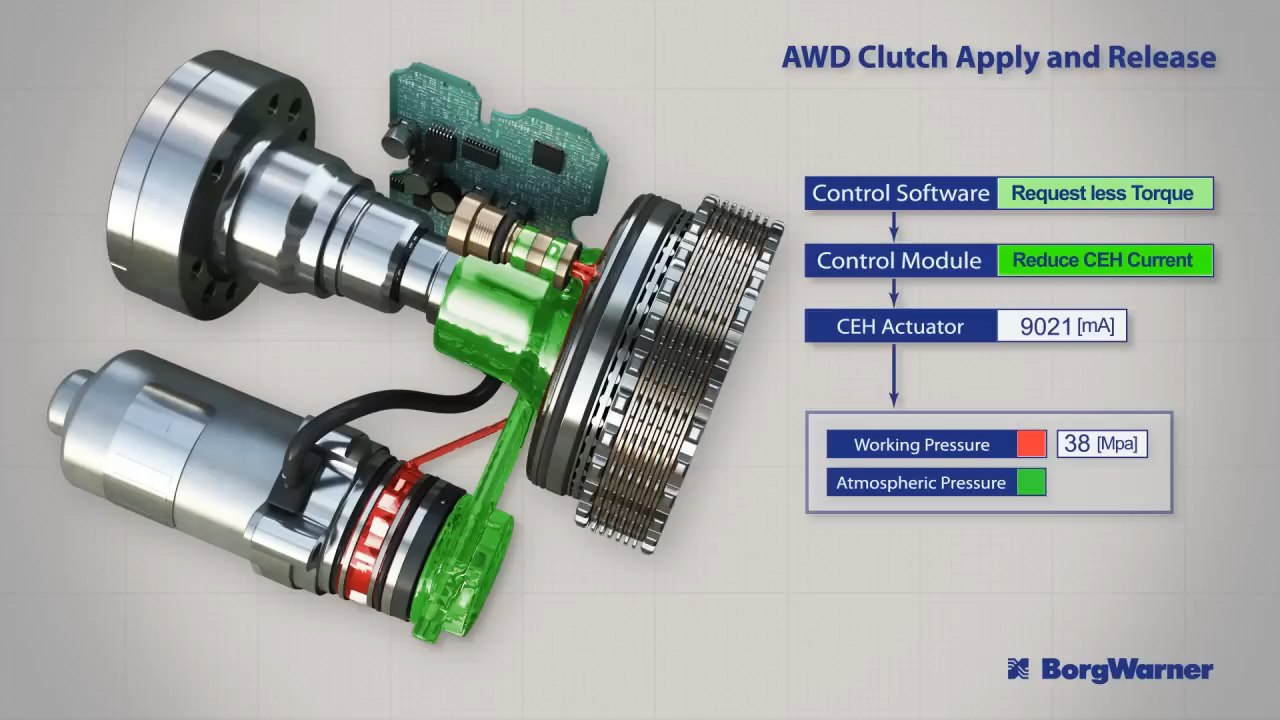 AWD Clutch Apply and Release
Control Software Request less Torque
Control Module Reduce CEH Current
CEH Actuator 9021 [mA]
Working Pressure 38 [Mpa]
Atmospheric Pressure
BorgWarner